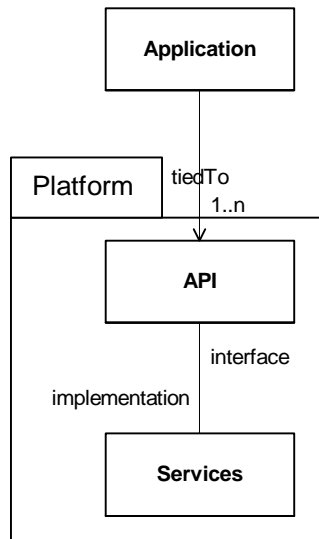 Application
tiedTo
Platform
1..n
API
interface
implementation
Services